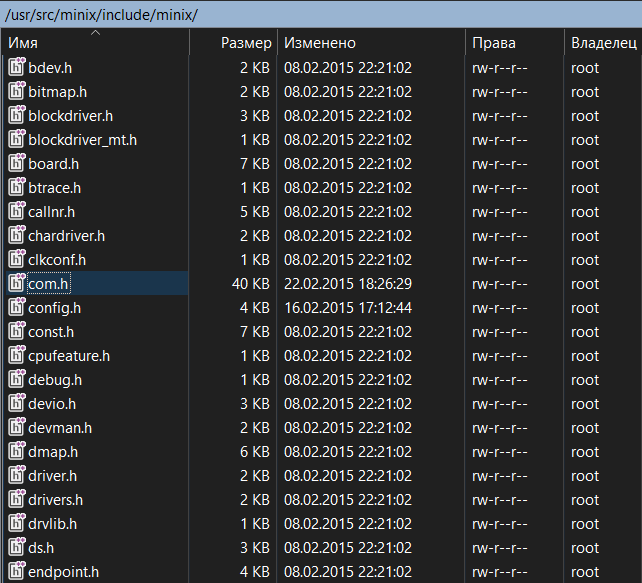 /usr/src/minix/include/minix/
Имя Размер Изменено Права Владелец
bdev.h 2 KB 08.02.2015 22:21:02 rw-r--r-- root
bitmap.h 2 KB 08.02.2015 22:21:02 rw-r--r-- root
blockdriver.h 3 KB 08.02.2015 22:21:02 rw-r--r-- root
blockdriver_mt.h 1 KB 08.02.2015 22:21:02 rw-r--r-- root
board.h 7 KB 08.02.2015 22:21:02 rw-r--r-- root
btrace.h 1 KB 08.02.2015 22:21:02 rw-r--r-- root
callnr.h 5 KB 08.02.2015 22:21:02 rw-r--r-- root
chardriver.h 2 KB 08.02.2015 22:21:02 rw-r--r-- root
clkconf.h 1 KB 08.02.2015 22:21:02 rw-r--r-- root
com.h 40 KB 22.02.2015 18:26:29 rw-r--r-- root
config.h 4 KB 16.02.2015 17:12:44 rw-r--r-- root
const.h 7 KB 08.02.2015 22:21:02 rw-r--r-- root
cpufeature.h 1 KB 08.02.2015 22:21:02 rw-r--r-- root
debug.h 1 KB 08.02.2015 22:21:02 rw-r--r-- root
devio.h 3 KB 08.02.2015 22:21:02 rw-r--r-- root
devman.h 2 KB 08.02.2015 22:21:02 rw-r--r-- root
dmap.h 6 KB 08.02.2015 22:21:02 rw-r--r-- root
driver.h 2 KB 08.02.2015 22:21:02 rw-r--r-- root
drivers.h 2 KB 08.02.2015 22:21:02 rw-r--r-- root
drvlib.h 1 KB 08.02.2015 22:21:02 rw-r--r-- root
ds.h 3 KB 08.02.2015 22:21:02 rw-r--r-- root
endpoint.h 4 KB 08.02.2015 22:21:02 rw-r--r-- root